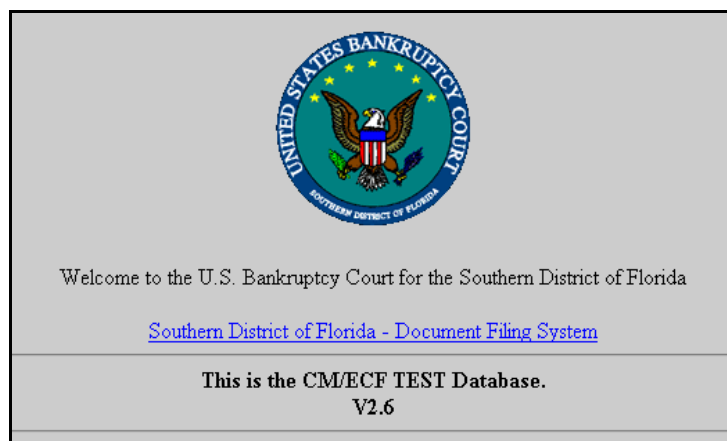 UNITED STATES BANKRUPTCY COURT
SOUTHERN DISTRICT OF FLORIDA
Welcome to the U.S. Bankruptcy Court for the Southern District of Florida
Southern District of Florida - Document Filing System
This is the CM/ECF TEST Database.
V2.6